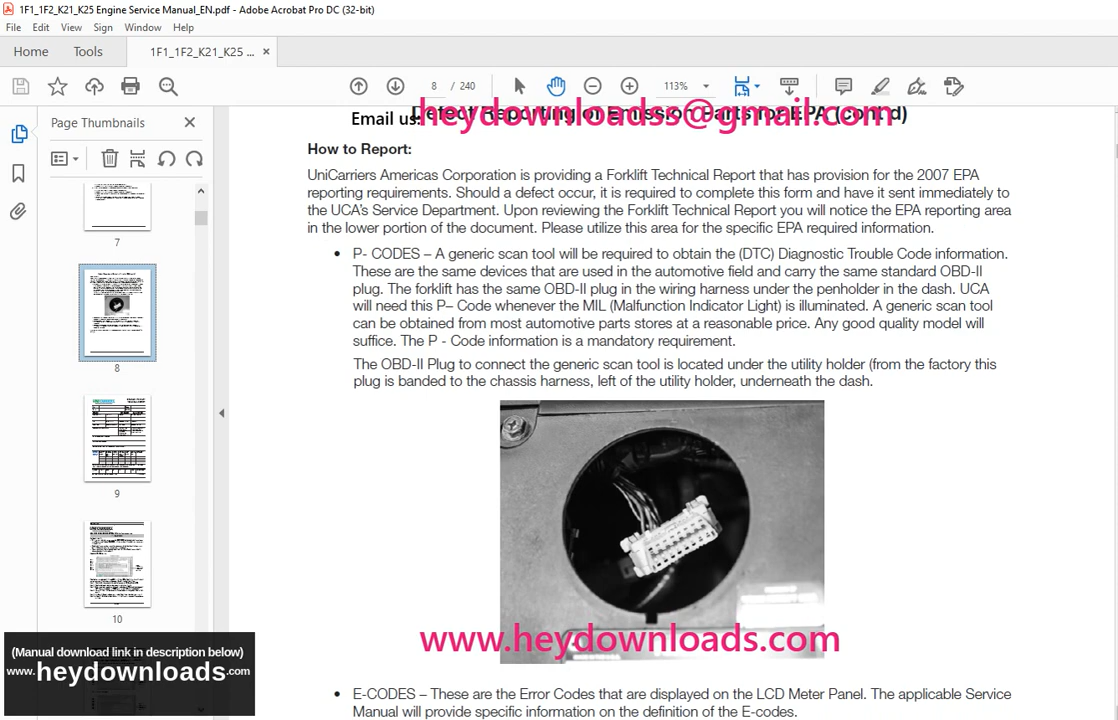 1F1_1F2_K21_K25 Engine Service Manual_EN.pdf - Adobe Acrobat Pro DC (32-bit)
File Edit View Sign Window Help
Home Tools 1F1_1F2_K21_K25 ... ×
8 / 240 113%
Page Thumbnails
7
8
9
10
Defect Reporting of Emission Parts for EPA (cont'd)
Email us: heydownloadss@gmail.com
How to Report:
UniCarriers Americas Corporation is providing a Forklift Technical Report that has provision for the 2007 EPA
reporting requirements. Should a defect occur, it is required to complete this form and have it sent immediately to
the UCA's Service Department. Upon reviewing the Forklift Technical Report you will notice the EPA reporting area
in the lower portion of the document. Please utilize this area for the specific EPA required information.
• P- CODES – A generic scan tool will be required to obtain the (DTC) Diagnostic Trouble Code information.
These are the same devices that are used in the automotive field and carry the same standard OBD-II
plug. The forklift has the same OBD-II plug in the wiring harness under the penholder in the dash. UCA
will need this P– Code whenever the MIL (Malfunction Indicator Light) is illuminated. A generic scan tool
can be obtained from most automotive parts stores at a reasonable price. Any good quality model will
suffice. The P - Code information is a mandatory requirement.
The OBD-II Plug to connect the generic scan tool is located under the utility holder (from the factory this
plug is banded to the chassis harness, left of the utility holder, underneath the dash.
www.heydownloads.com
• E-CODES – These are the Error Codes that are displayed on the LCD Meter Panel. The applicable Service
Manual will provide specific information on the definition of the E-codes.
(Manual download link in description below)
www.heydownloads.com